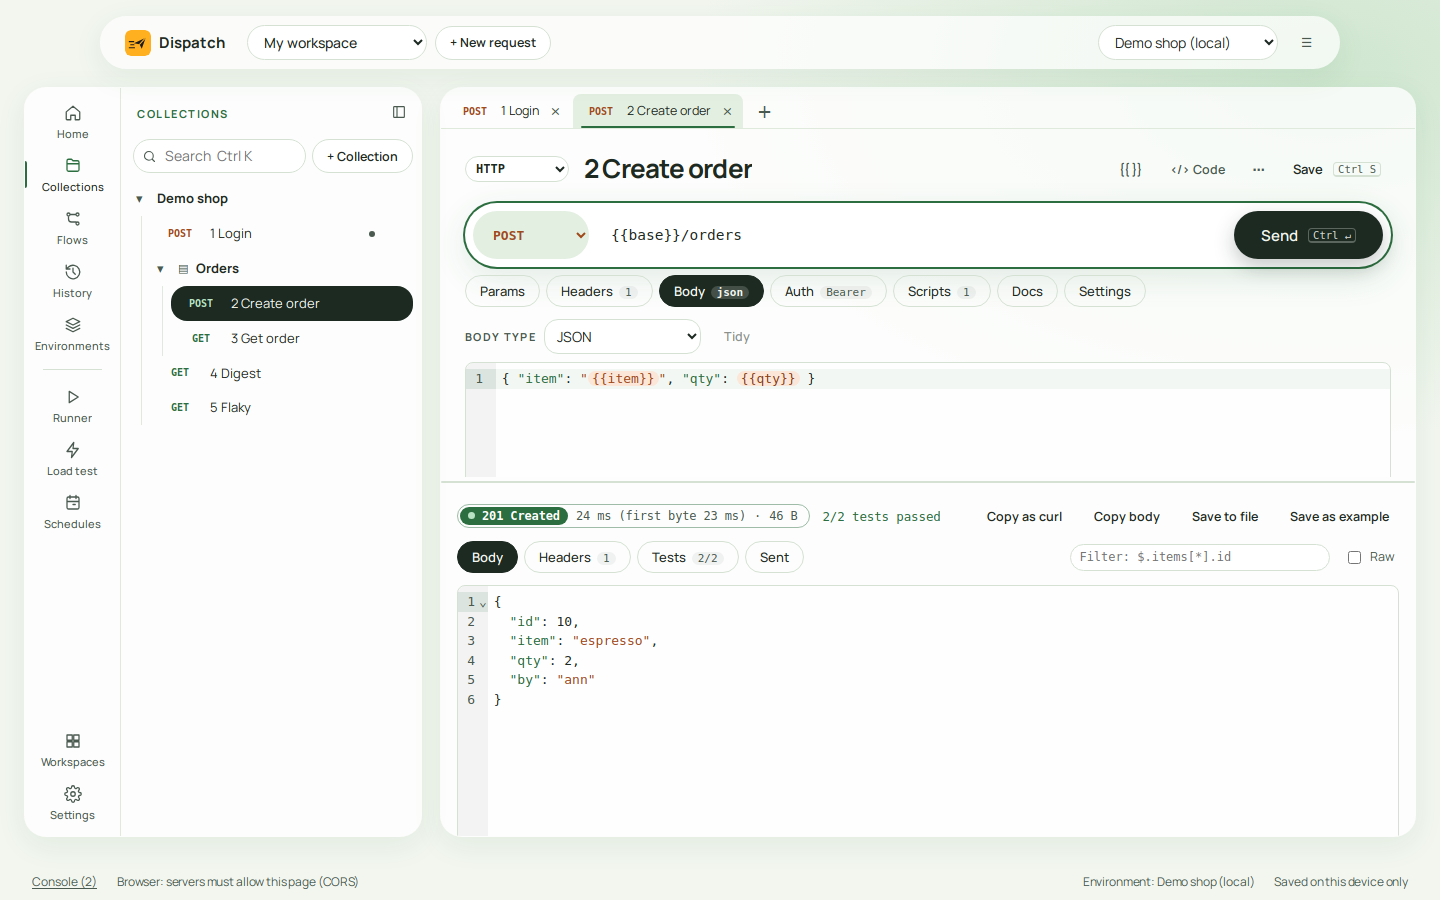 Dispatch
My workspace
+ New request
Demo shop (local)
Home
Collections
Flows
History
Environments
Runner
Load test
Schedules
Workspaces
Settings
COLLECTIONS
Search Ctrl K
+ Collection
Demo shop
POST 1 Login
Orders
POST 2 Create order
GET 3 Get order
GET 4 Digest
GET 5 Flaky
POST 1 Login ×
POST 2 Create order ×
+
HTTP
2 Create order
{{}}
</> Code
···
Save Ctrl S
POST
{{base}}/orders
Send Ctrl ↵
Params
Headers 1
Body json
Auth Bearer
Scripts 1
Docs
Settings
BODY TYPE
JSON
Tidy
1 { "item": "{{item}}", "qty": {{qty}} }
201 Created 24 ms (first byte 23 ms) · 46 B
2/2 tests passed
Copy as curl
Copy body
Save to file
Save as example
Body
Headers 1
Tests 2/2
Sent
Filter: $.items[*].id
Raw
1 {
2 "id": 10,
3 "item": "espresso",
4 "qty": 2,
5 "by": "ann"
6 }
Console (2)
Browser: servers must allow this page (CORS)
Environment: Demo shop (local)
Saved on this device only